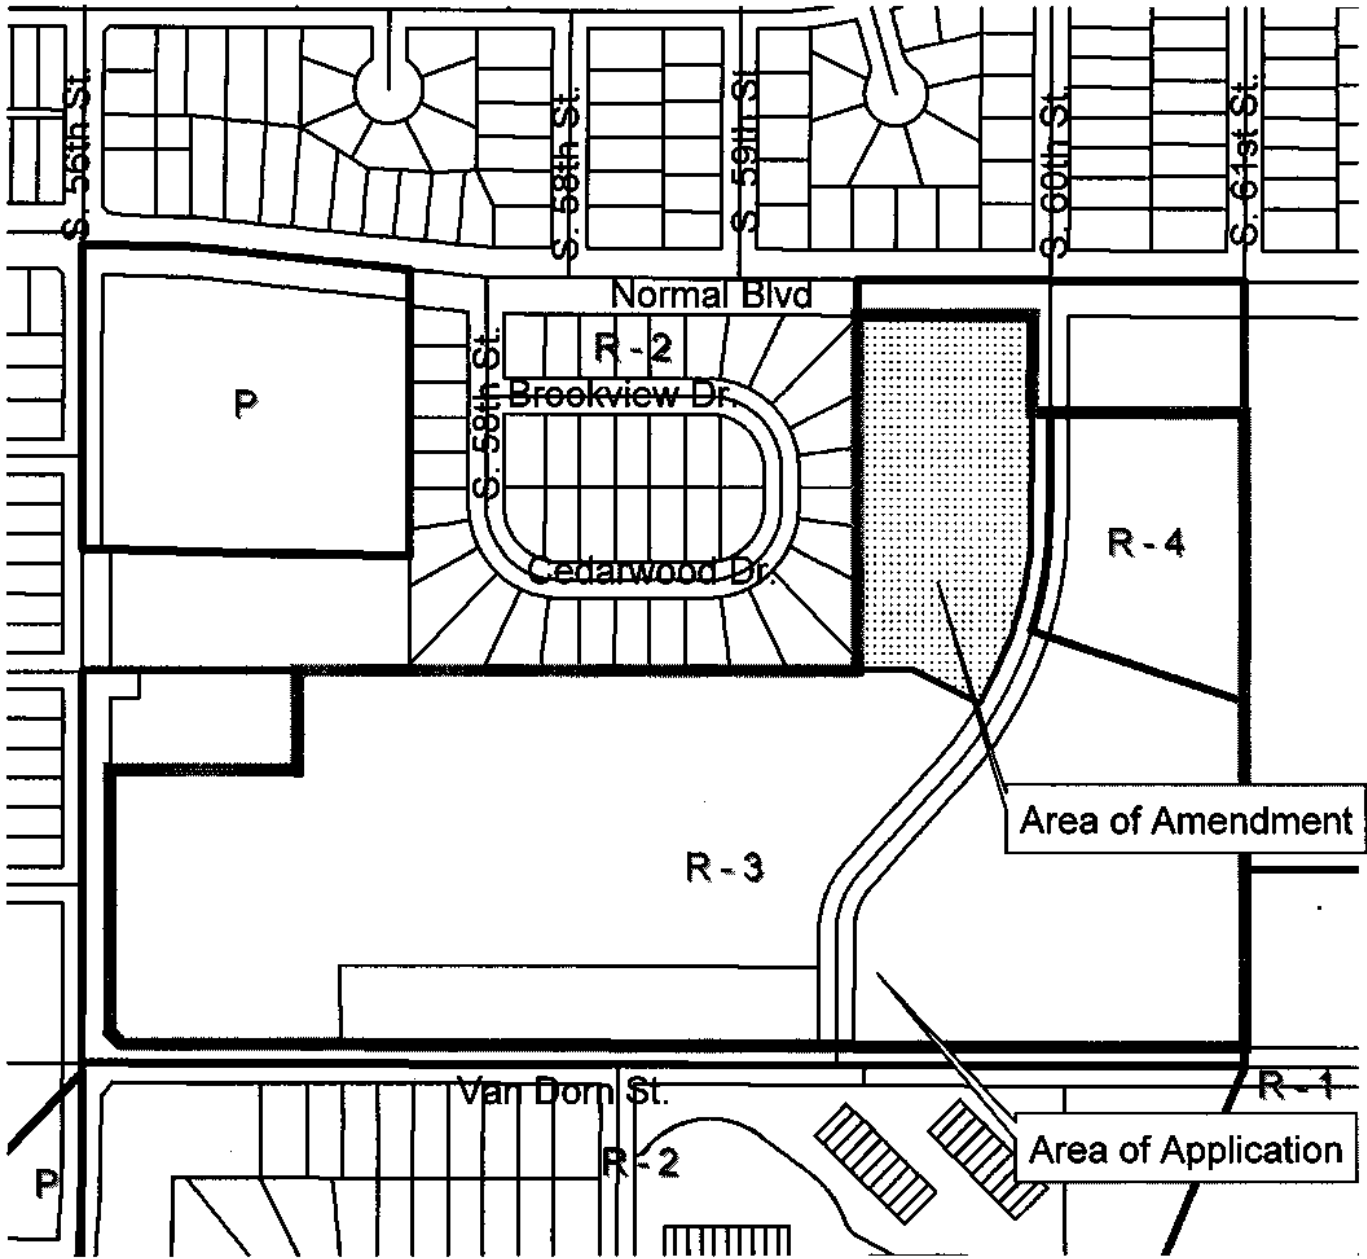 S. 56th St.
S. 58th St.
S. 59th St.
S. 60th St.
S. 61st St.
Normal Blvd
R - 2
S. 58th St.
Brookview Dr.
P
R - 4
Cedarwood Dr.
Area of Amendment
R - 3
Van Dorn St.
R - 1
R - 2
Area of Application
P